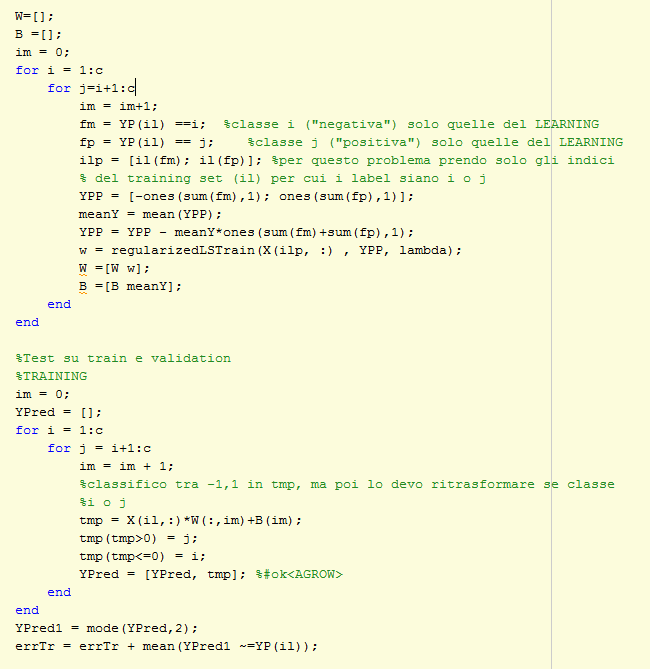 W=[];
B =[];
im = 0;
for i = 1:c
    for j=i+1:c
        im = im+1;
        fm = YP(il) ==i;  %classe i ("negativa") solo quelle del LEARNING
        fp = YP(il) == j;    %classe j ("positiva") solo quelle del LEARNING
        ilp = [il(fm); il(fp)]; %per questo problema prendo solo gli indici
        % del training set (il) per cui i label siano i o j
        YPP = [-ones(sum(fm),1); ones(sum(fp),1)];
        meanY = mean(YPP);
        YPP = YPP - meanY*ones(sum(fm)+sum(fp),1);
        w = regularizedLSTrain(X(ilp, :) , YPP, lambda);
        W =[W w];
        B =[B meanY];
    end
end

%Test su train e validation
%TRAINING
im = 0;
YPred = [];
for i = 1:c
    for j = i+1:c
        im = im + 1;
        %classifico tra -1,1 in tmp, ma poi lo devo ritrasformare se classe
        %i o j
        tmp = X(il,:)*W(:,im)+B(im);
        tmp(tmp>0) = j;
        tmp(tmp<=0) = i;
        YPred = [YPred, tmp]; %#ok<AGROW>
    end
end
YPred1 = mode(YPred,2);
errTr = errTr + mean(YPred1 ~=YP(il));